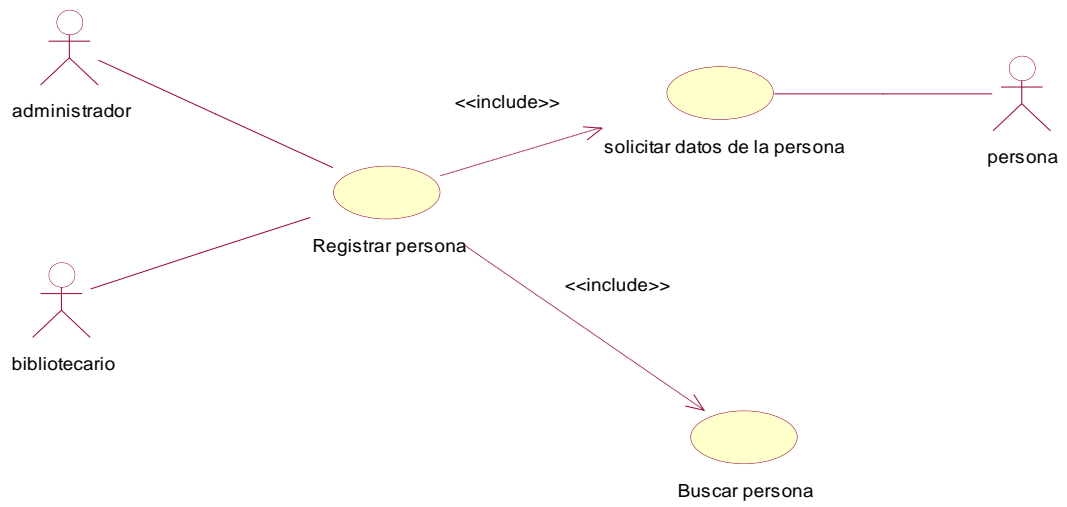 administrador
<<include>>
solicitar datos de la persona
persona
Registrar persona
<<include>>
bibliotecario
Buscar persona